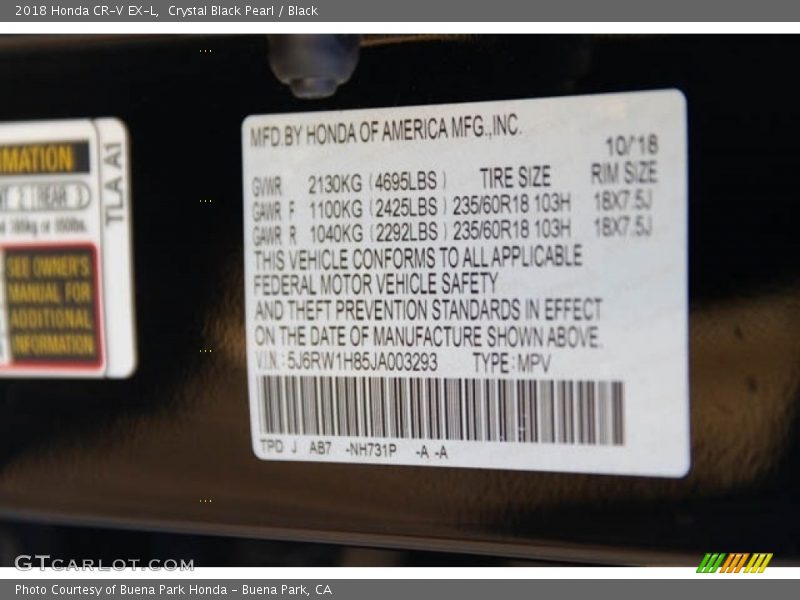 2018 Honda CR-V EX-L, Crystal Black Pearl / Black
MFD.BY HONDA OF AMERICA MFG.,INC.
10/18
GVWR 2130KG (4695LBS) TIRE SIZE RIM SIZE
GAWR F 1100KG (2425LBS) 235/60R18 103H 18X7.5J
GAWR R 1040KG (2292LBS) 235/60R18 103H 18X7.5J
THIS VEHICLE CONFORMS TO ALL APPLICABLE
FEDERAL MOTOR VEHICLE SAFETY
AND THEFT PREVENTION STANDARDS IN EFFECT
ON THE DATE OF MANUFACTURE SHOWN ABOVE.
V.I.N.: 5J6RW1H85JA003293 TYPE: MPV
TPD J AB7 -NH731P -A -A
MATION
2 REAR 3
TLA A1
SEE OWNER'S
MANUAL FOR
ADDITIONAL
INFORMATION
GTCARLOT.COM
Photo Courtesy of Buena Park Honda - Buena Park, CA